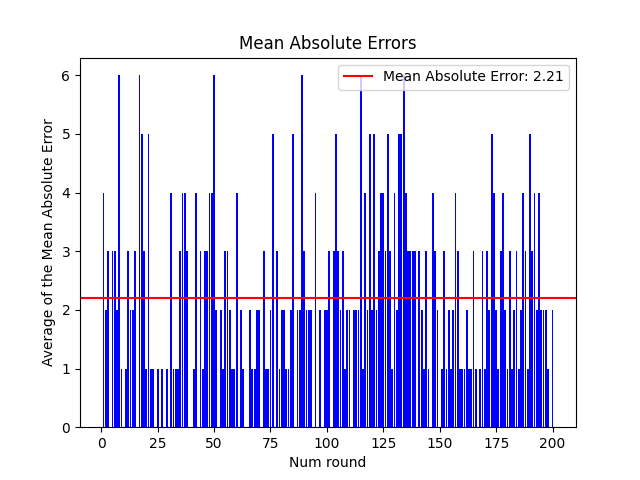 Mean Absolute Errors
Mean Absolute Error: 2.21
Average of the Mean Absolute Error
6
5
4
3
2
1
0
0 25 50 75 100 125 150 175 200
Num round